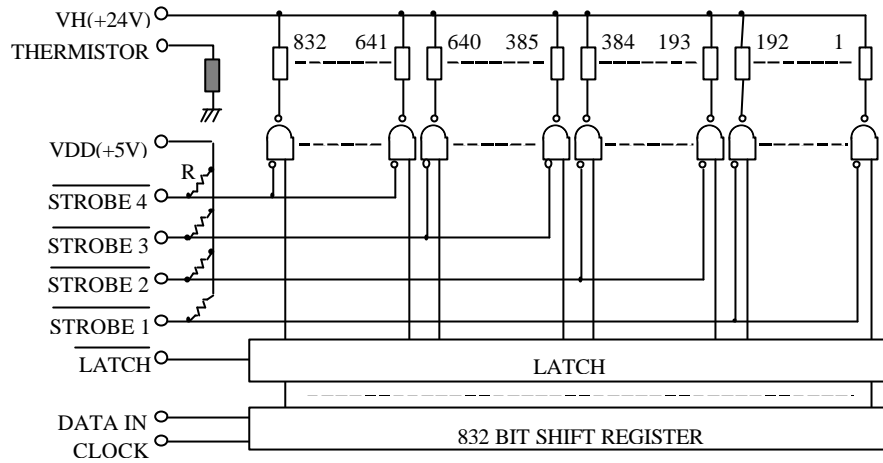 VH(+24V)
832 641 640 385 384 193 192 1
THERMISTOR
VDD(+5V)
R
STROBE 4
STROBE 3
STROBE 2
STROBE 1
LATCH
LATCH
DATA IN
832 BIT SHIFT REGISTER
CLOCK